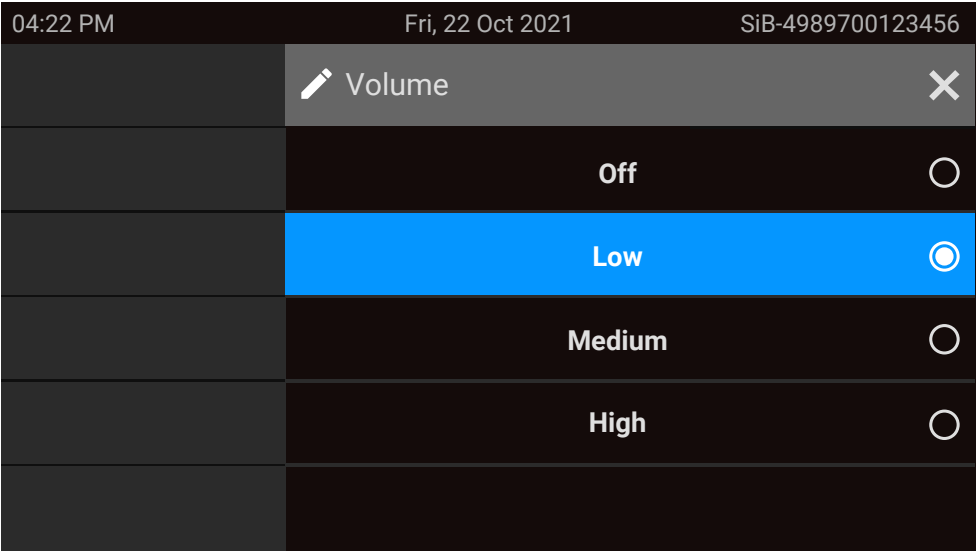 04:22 PM Fri, 22 Oct 2021 SiB-4989700123456
Volume
Off
Low
Medium
High